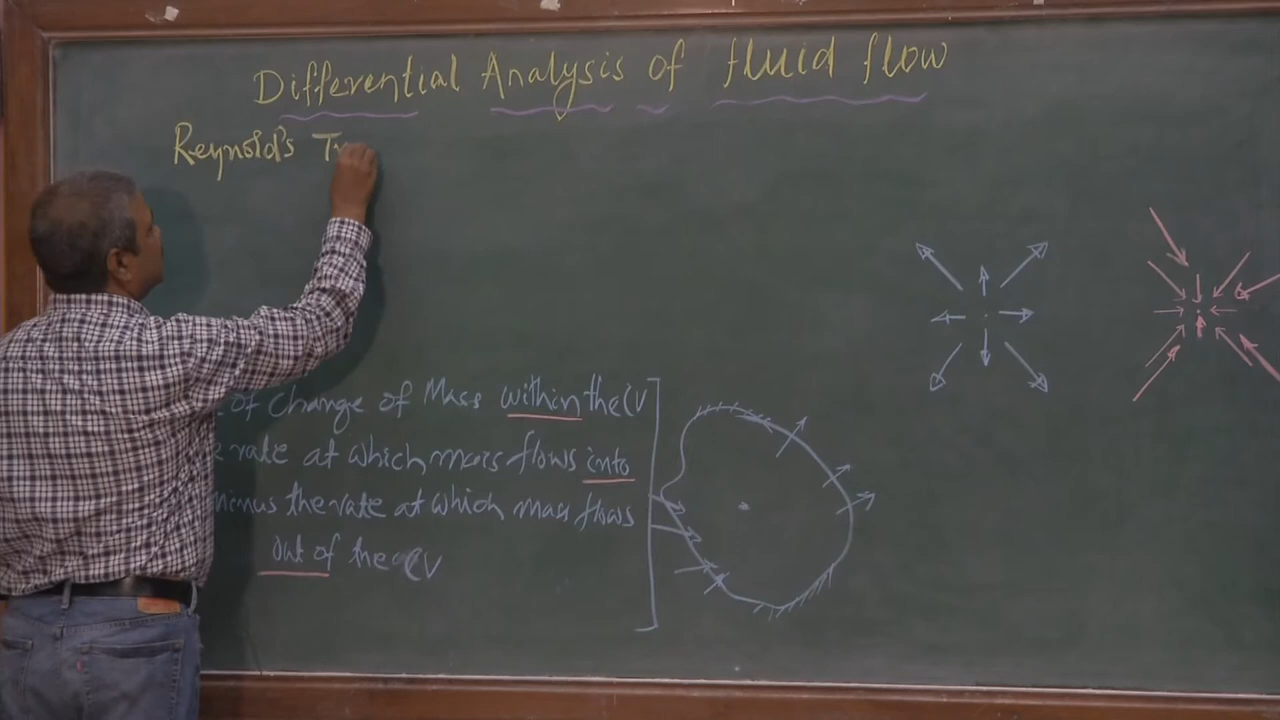 Differential Analysis of fluid flow
Reynold's Tr
of change of Mass within the CV
rate at which mass flows into
minus the rate at which mass flows
out of the CV